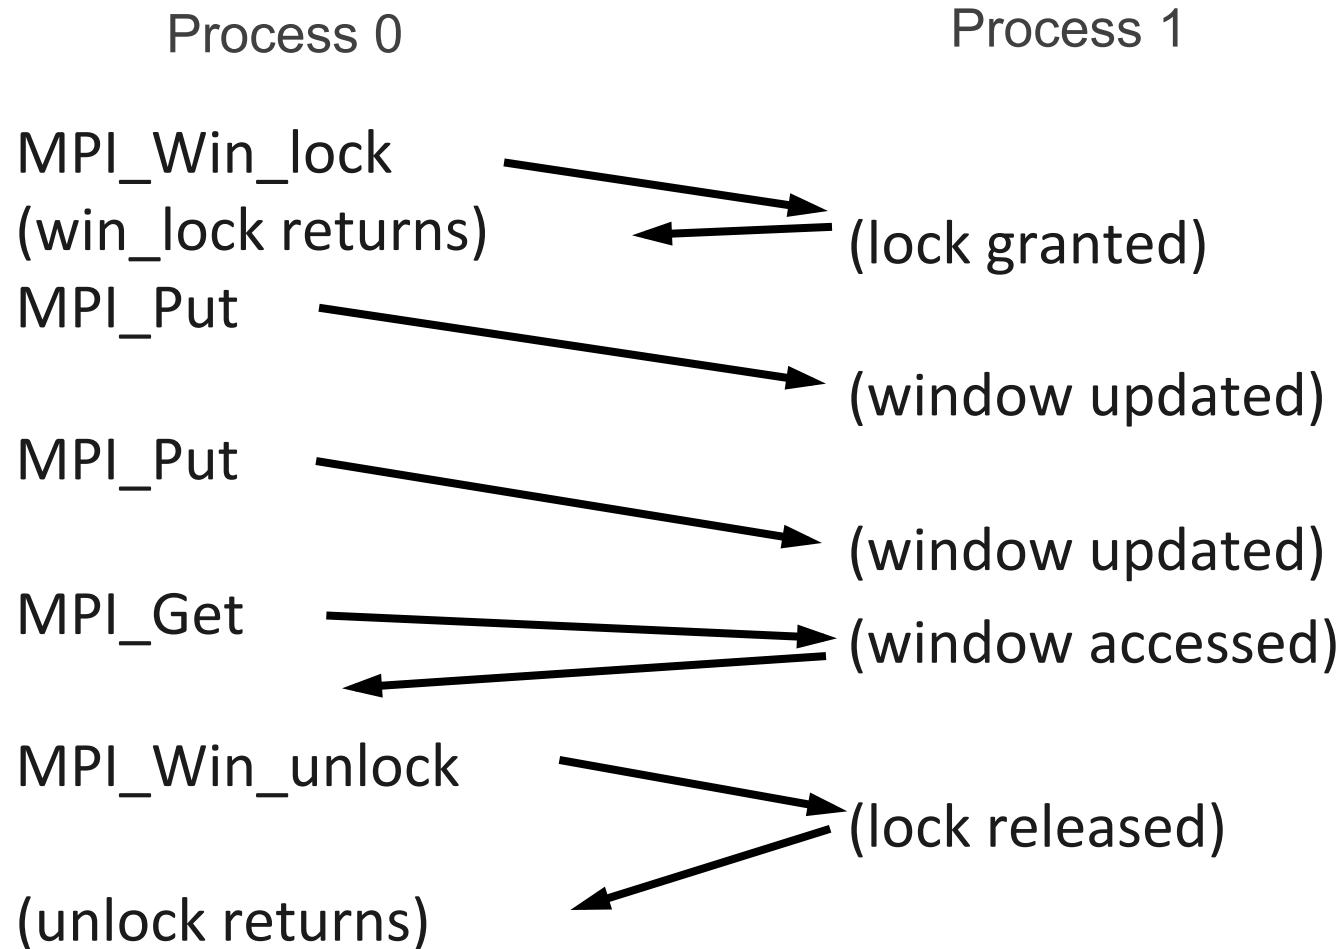 Process 0
Process 1
MPI_Win_lock
(win_lock returns)
(lock granted)
MPI_Put
(window updated)
MPI_Put
(window updated)
MPI_Get
(window accessed)
MPI_Win_unlock
(lock released)
(unlock returns)